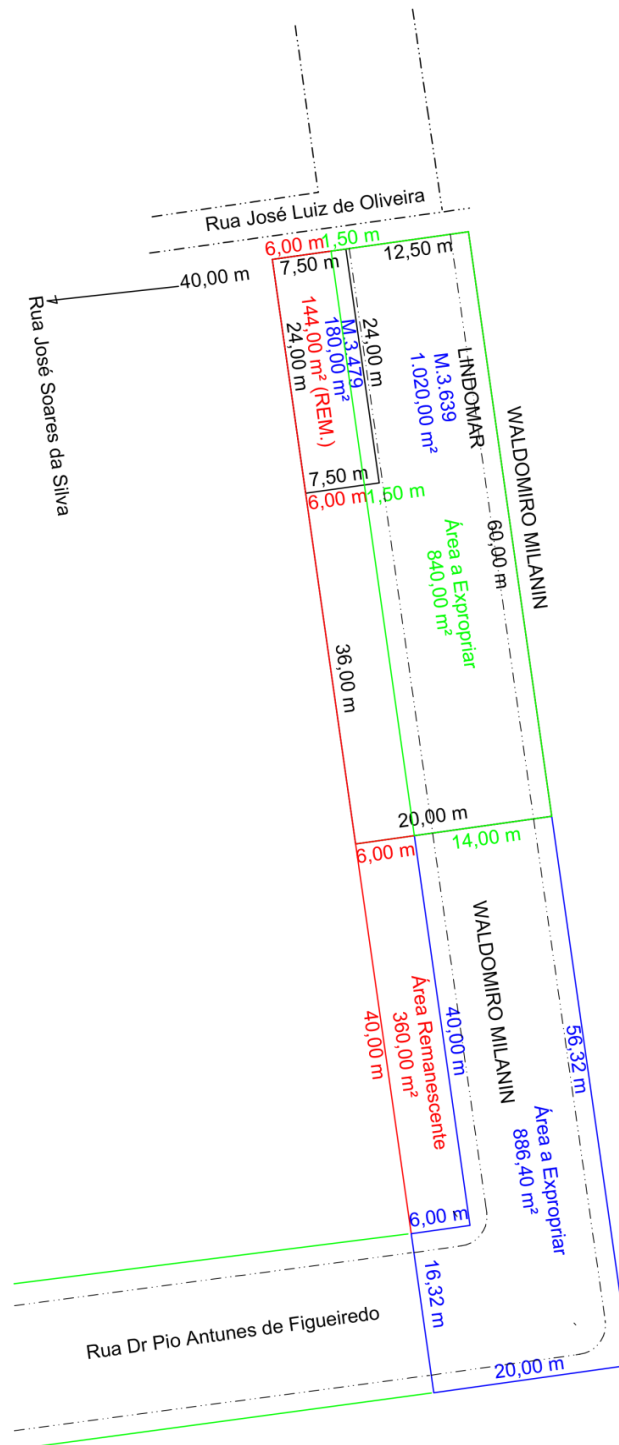 Rua José Luiz de Oliveira
6,00 m
1,50 m
7,50 m
12,50 m
40,00 m
Rua José Soares da Silva
24,00 m
144,00 m² (REM.)
180,00 m²
M.3.479
24,00 m
LINDOMAR
M.3.639
1.020,00 m²
WALDOMIRO MILANIN
7,50 m
6,00 m
1,50 m
60,00 m
Área a Expropriar
840,00 m²
36,00 m
20,00 m
6,00 m
14,00 m
WALDOMIRO MILANIN
Área Remanescente
360,00 m²
40,00 m
40,00 m
56,32 m
Área a Expropriar
886,40 m²
6,00 m
16,32 m
Rua Dr Pio Antunes de Figueiredo
20,00 m